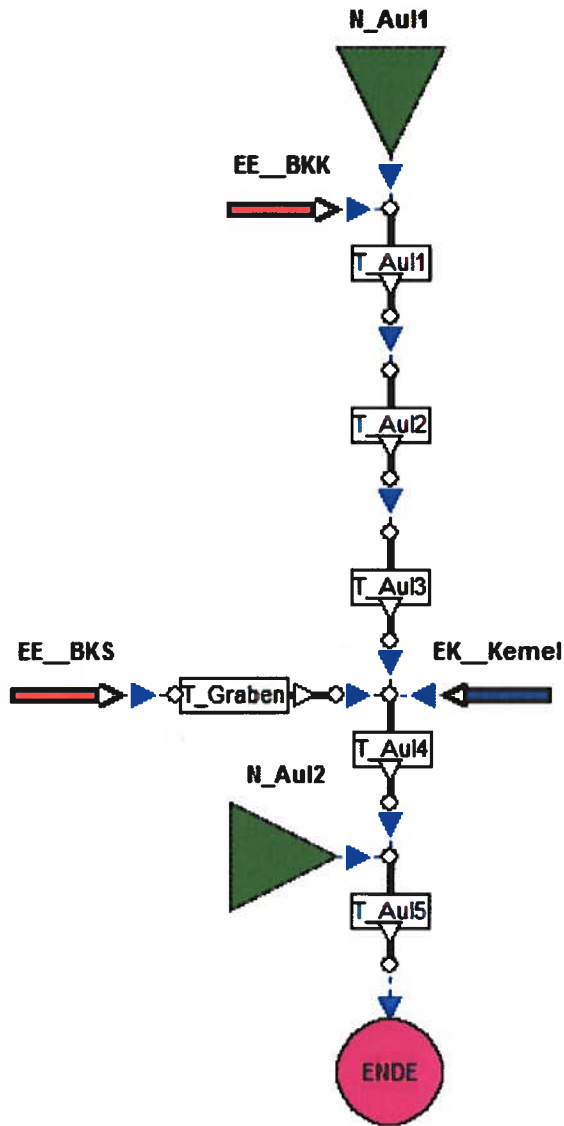 N_Aul1
EE__BKK
T_Aul1
T_Aul2
T_Aul3
EE__BKS
EK__Kemel
T_Graben
T_Aul4
N_Aul2
T_Aul5
ENDE